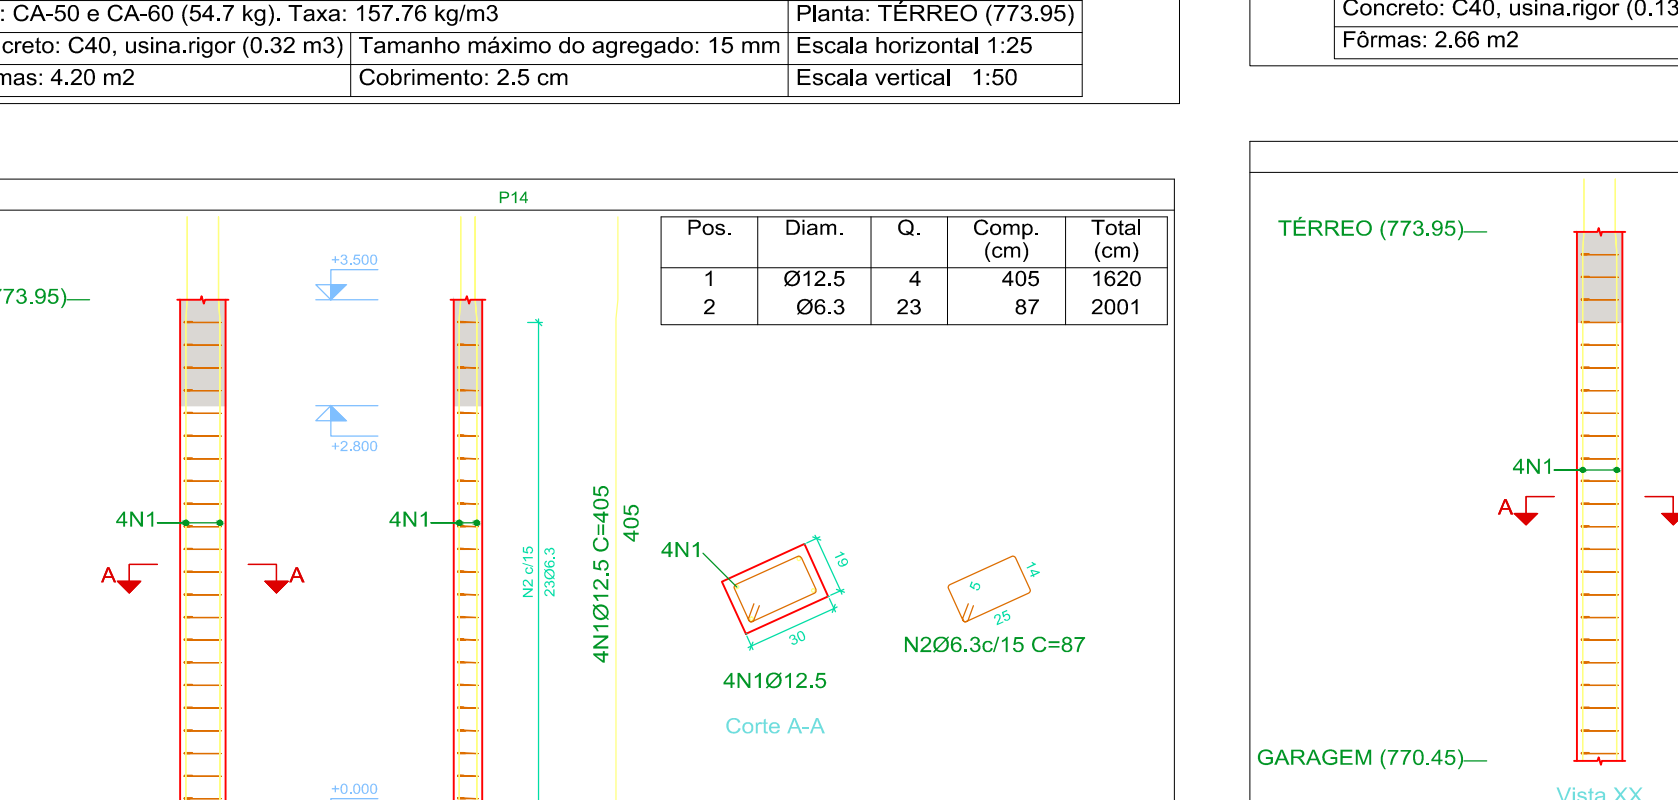 : CA-50 e CA-60 (54.7 kg). Taxa: 157.76 kg/m3
Planta: TÉRREO (773.95)
creto: C40, usina.rigor (0.32 m3)
Tamanho máximo do agregado: 15 mm
Escala horizontal 1:25
mas: 4.20 m2
Cobrimento: 2.5 cm
Escala vertical 1:50
Concreto: C40, usina.rigor (0.13
Fôrmas: 2.66 m2
P14
Pos. Diam. Q. Comp. (cm) Total (cm)
1 Ø12.5 4 405 1620
2 Ø6.3 23 87 2001
773.95)
+3.500
+2.800
+0.000
4N1
4N1
A A
N2 c/15
23Ø6.3
4N1Ø12.5 C=405
405
4N1
19
30
4N1Ø12.5
Corte A-A
5
14
25
N2Ø6.3c/15 C=87
TÉRREO (773.95)
4N1
A
GARAGEM (770.45)
Vista XX